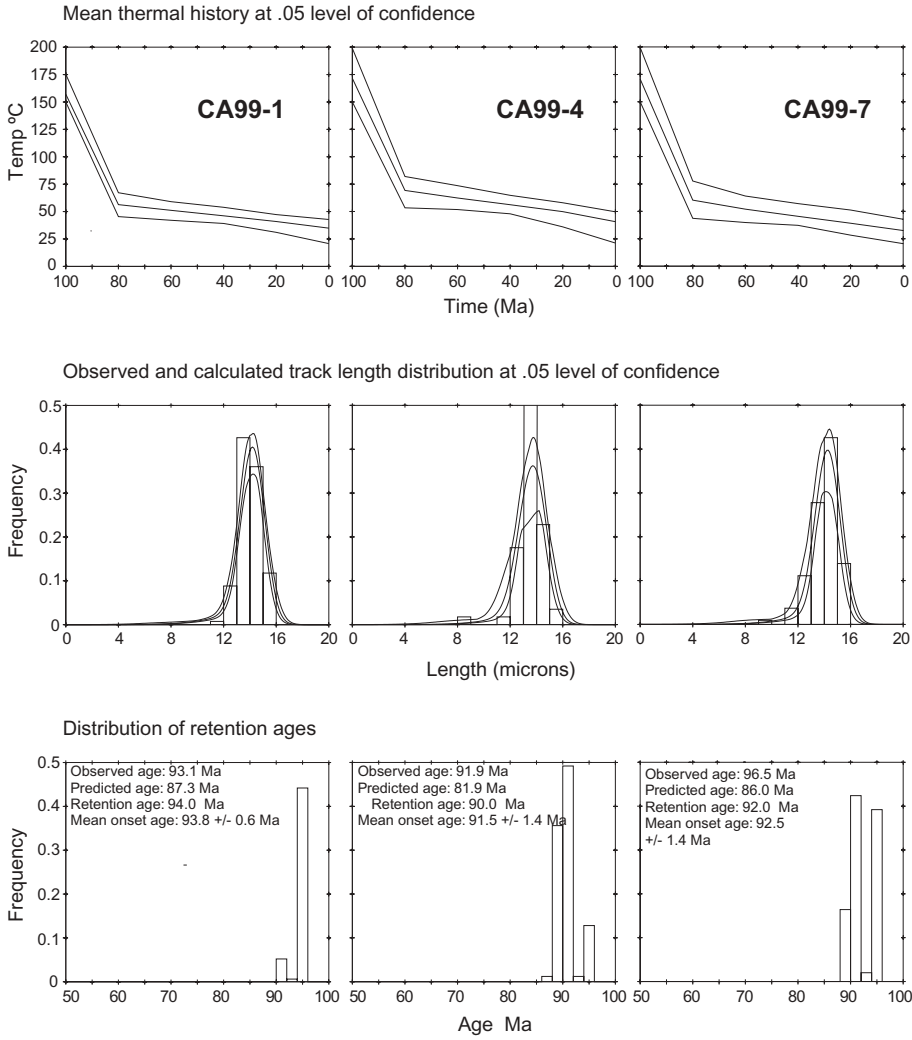 Mean thermal history at .05 level of confidence
Temp ºC
200
175
150
125
100
75
50
25
0
CA99-1
CA99-4
CA99-7
100 80 60 40 20 0
100 80 60 40 20 0
100 80 60 40 20 0
Time (Ma)
Observed and calculated track length distribution at .05 level of confidence
Frequency
0.5
0.4
0.3
0.2
0.1
0
0 4 8 12 16 20
0 4 8 12 16 20
0 4 8 12 16 20
Length (microns)
Distribution of retention ages
Frequency
0.5
0.4
0.3
0.2
0.1
0
Observed age: 93.1 Ma
Predicted age: 87.3 Ma
Retention age: 94.0 Ma
Mean onset age: 93.8 +/- 0.6 Ma
Observed age: 91.9 Ma
Predicted age: 81.9 Ma
Retention age: 90.0 Ma
Mean onset age: 91.5 +/- 1.4 Ma
Observed age: 96.5 Ma
Predicted age: 86.0 Ma
Retention age: 92.0 Ma
Mean onset age: 92.5
+/- 1.4 Ma
50 60 70 80 90 100
50 60 70 80 90 100
50 60 70 80 90 100
Age Ma